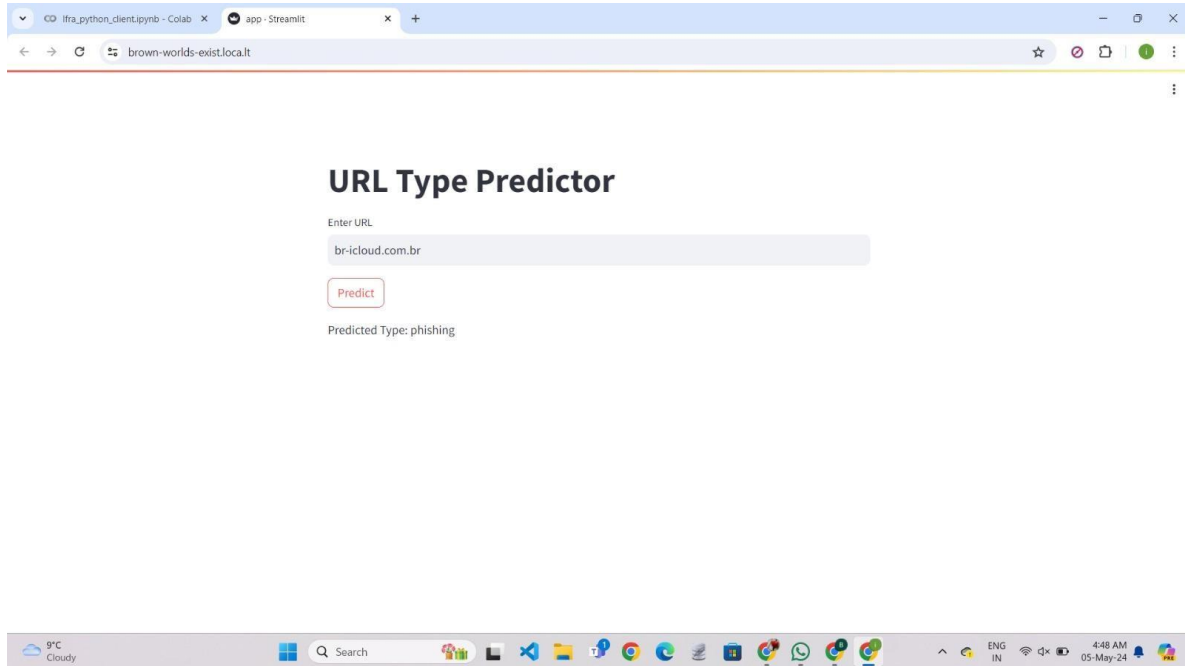 Ifra_python_client.ipynb - Colab
app · Streamlit
brown-worlds-exist.loca.lt
URL Type Predictor
Enter URL
br-icloud.com.br
Predict
Predicted Type: phishing
9°C
Cloudy
Search
ENG
IN
4:48 AM
05-May-24